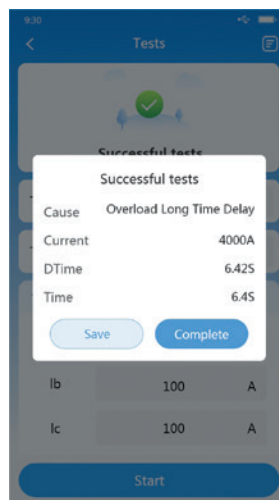 9:30
Tests
Successful tests
Successful tests
Cause Overload Long Time Delay
Current 4000A
DTime 6.42S
Time 6.4S
Save Complete
Ib 100 A
Ic 100 A
Start